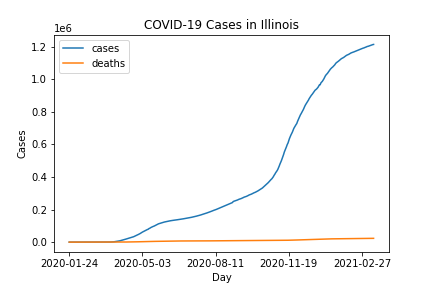 COVID-19 Cases in Illinois
1e6
cases
deaths
1.2
1.0
0.8
0.6
0.4
0.2
0.0
Cases
2020-01-24 2020-05-03 2020-08-11 2020-11-19 2021-02-27
Day